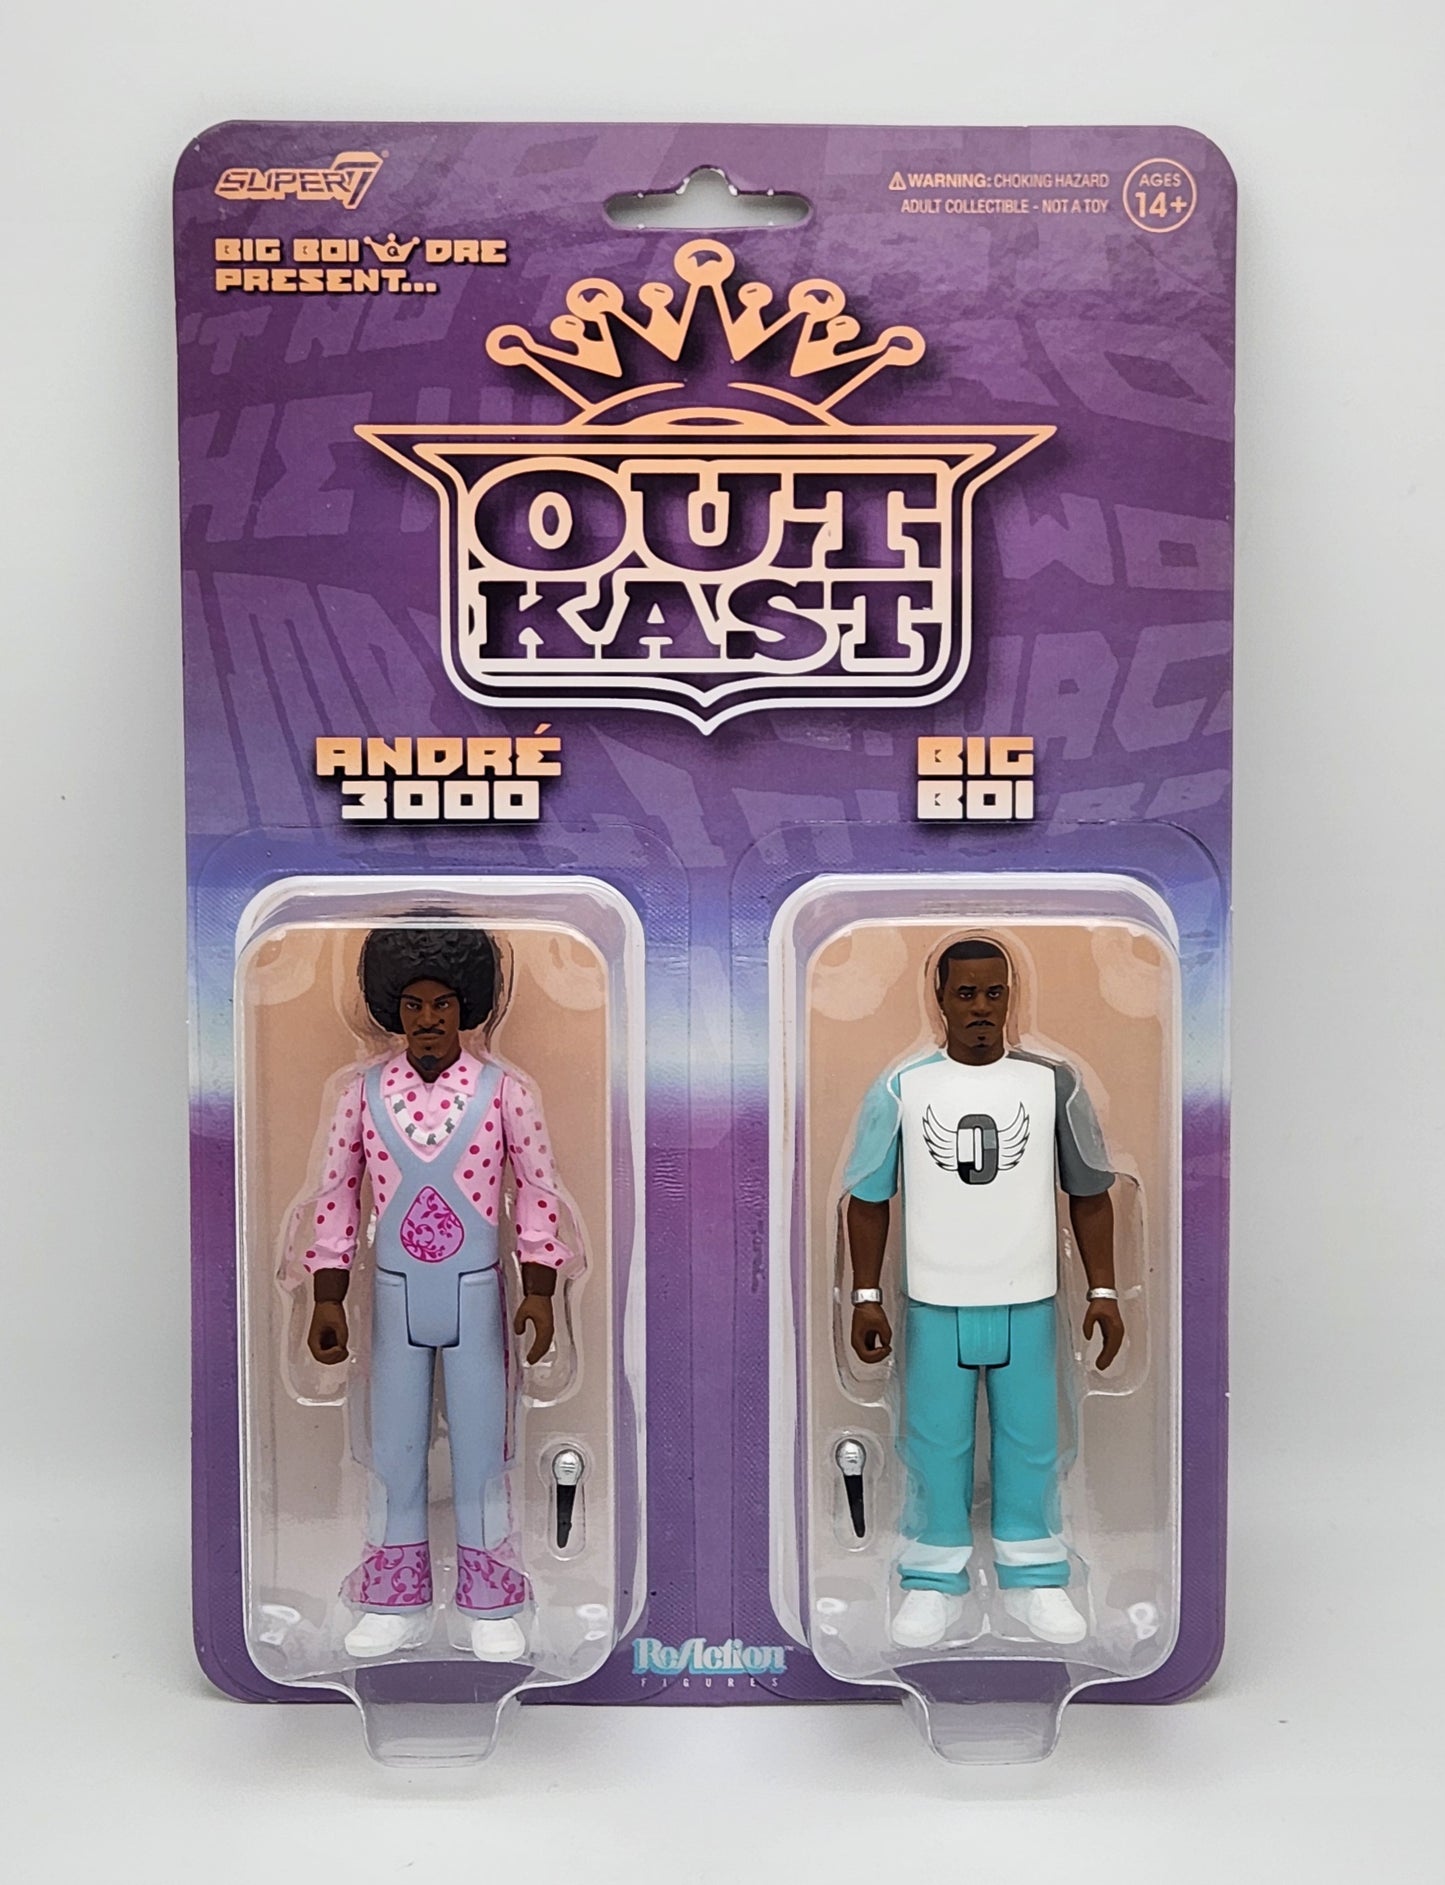 SUPER7
BIG BOI & DRE
PRESENT...
WARNING: CHOKING HAZARD
ADULT COLLECTIBLE - NOT A TOY
AGES
14+
OUT
KAST
ANDRÉ
3000
BIG
BOI
ReAction™
FIGURES